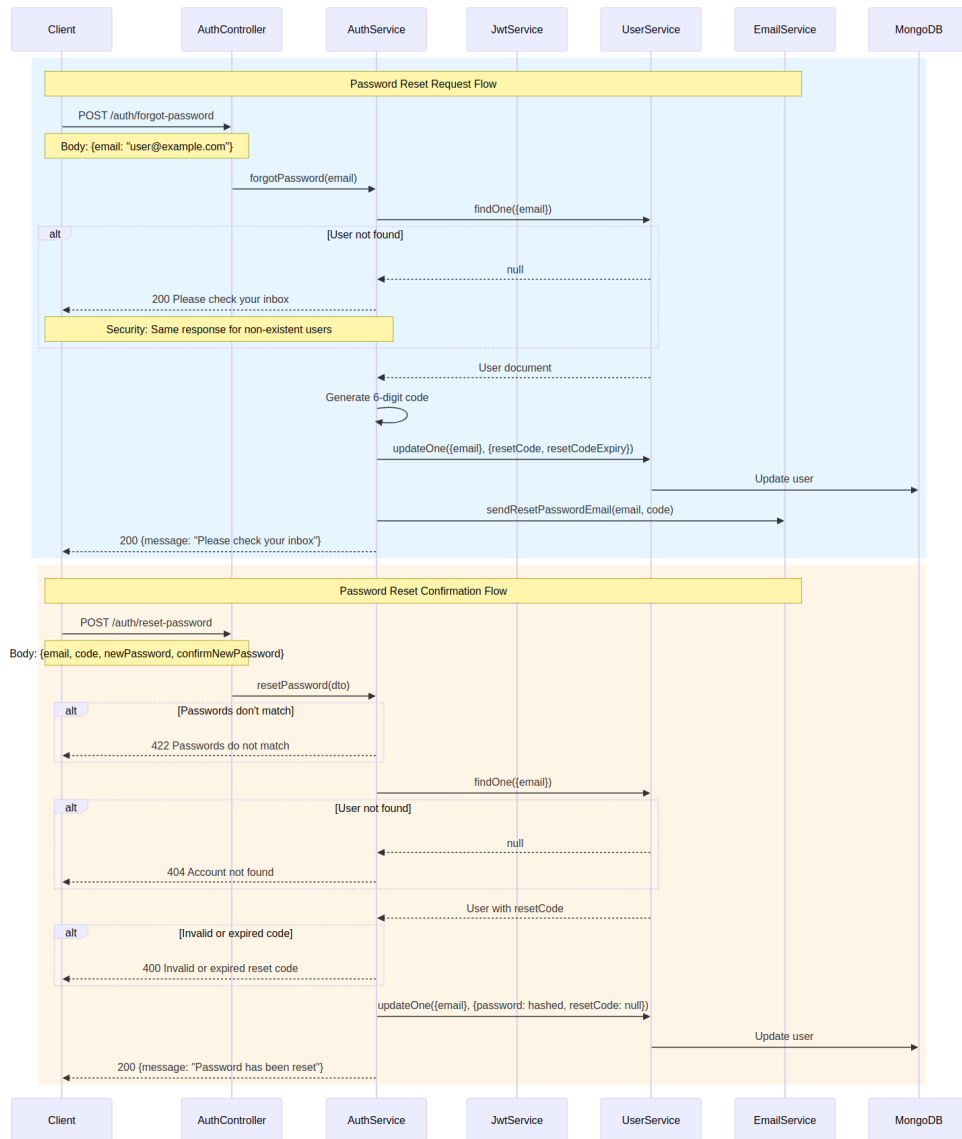 Client
AuthController
AuthService
JwtService
UserService
EmailService
MongoDB
Password Reset Request Flow
POST /auth/forgot-password
Body: {email: "user@example.com"}
forgotPassword(email)
findOne({email})
alt
[User not found]
null
200 Please check your inbox
Security: Same response for non-existent users
User document
Generate 6-digit code
updateOne({email}, {resetCode, resetCodeExpiry})
Update user
sendResetPasswordEmail(email, code)
200 {message: "Please check your inbox"}
Password Reset Confirmation Flow
POST /auth/reset-password
Body: {email, code, newPassword, confirmNewPassword}
resetPassword(dto)
alt
[Passwords don't match]
422 Passwords do not match
findOne({email})
alt
[User not found]
null
404 Account not found
User with resetCode
alt
[Invalid or expired code]
400 Invalid or expired reset code
updateOne({email}, {password: hashed, resetCode: null})
Update user
200 {message: "Password has been reset"}
Client
AuthController
AuthService
JwtService
UserService
EmailService
MongoDB